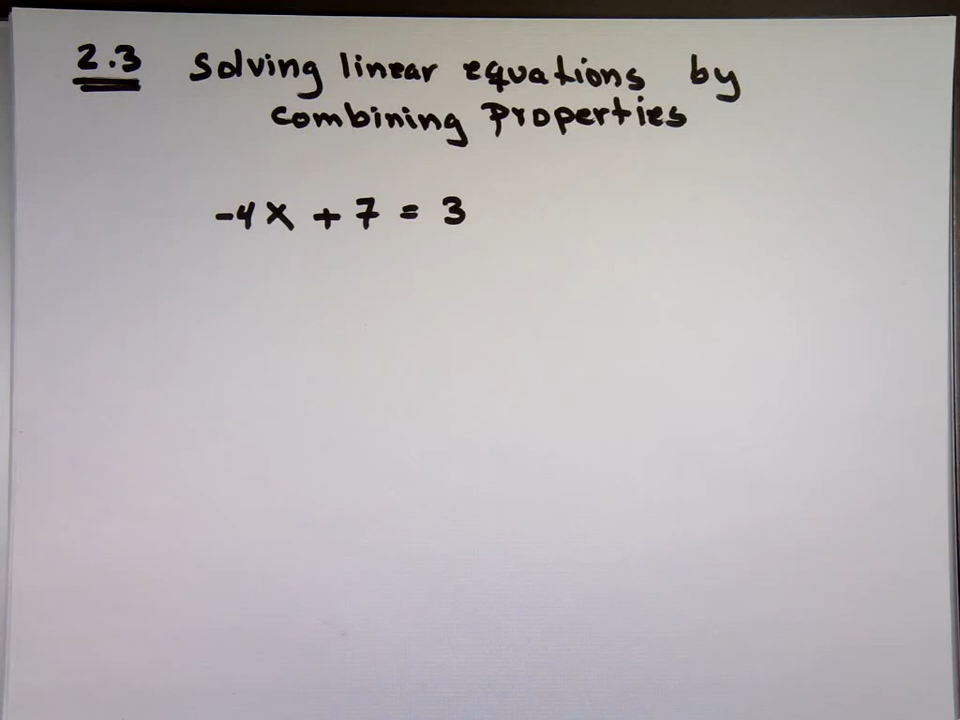 2.3 Solving linear equations by
combining Properties
-4x + 7 = 3